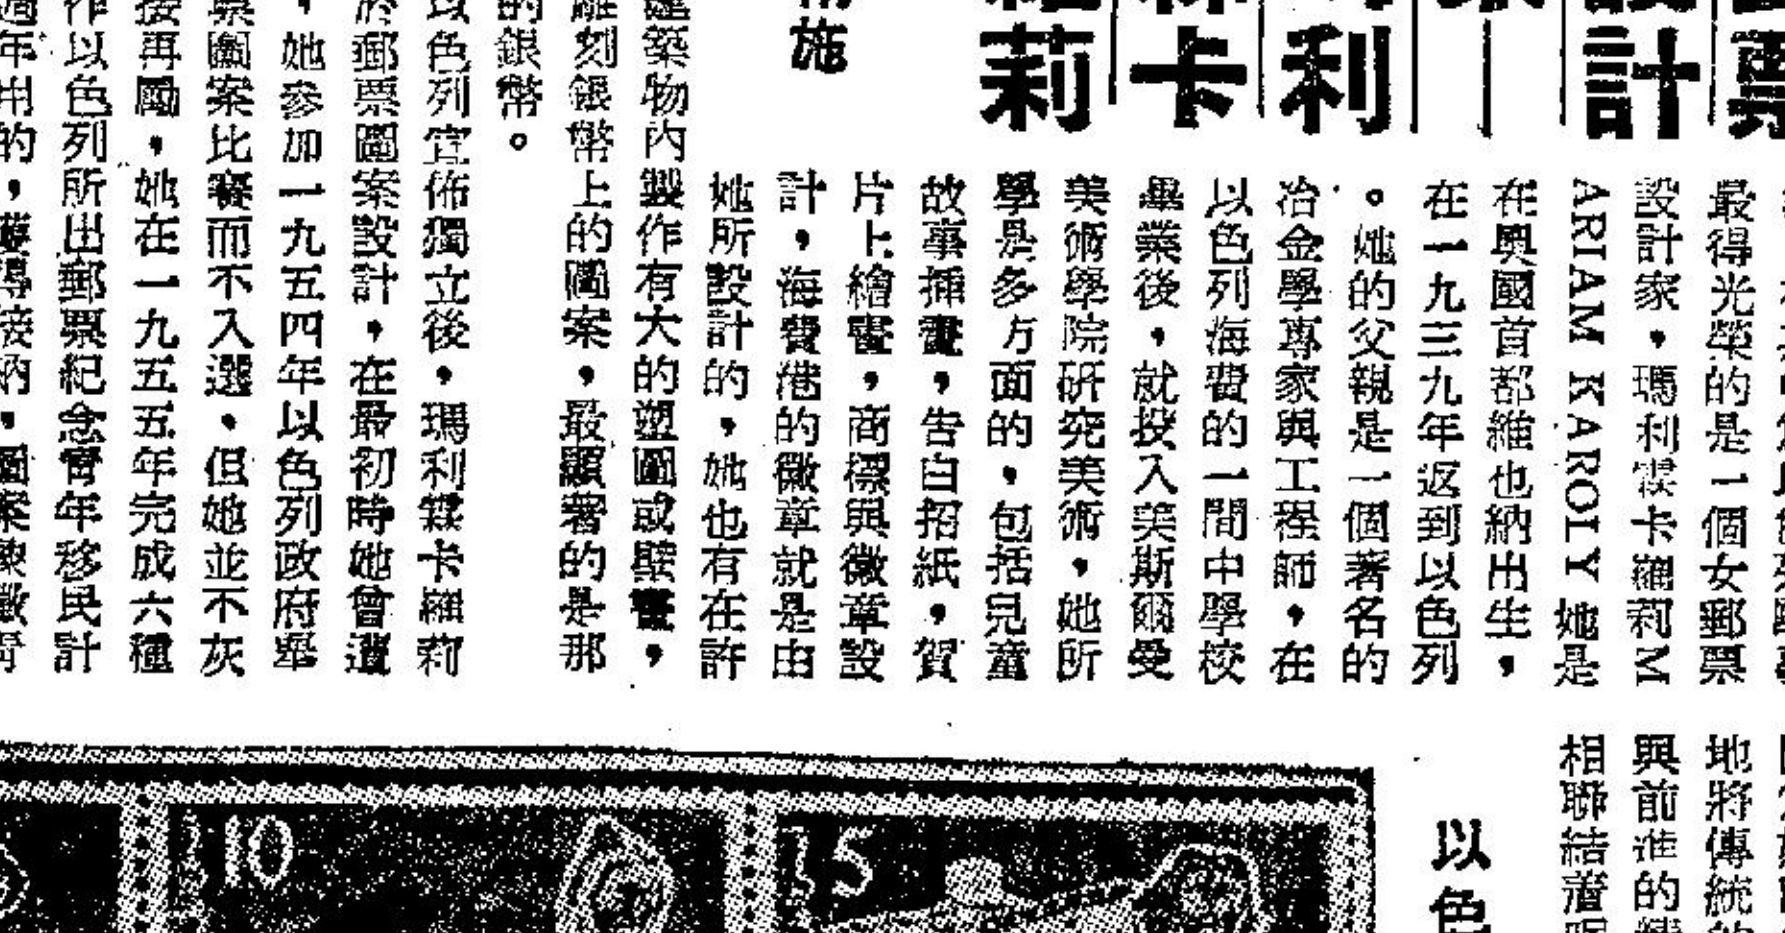 票
設計
利
卡
羅莉
施
最得光榮的是一個女郵票
設計家，瑪利霖卡羅莉M
ARIAM KAROLY 她是
在奧國首都維也納出生，
在一九三九年返到以色列
。她的父親是一個著名的
冶金學專家與工程師，在
以色列海費的一間中學校
畢業後，就投入美斯爾曼
美術學院研究美術，她所
學是多方面的，包括兒童
故事插畫，告白招紙，賀
片上繪畫，商標與徽章設
計，海費港的徽章就是由
她所設計的，她也有在許
建築物內製作有大的塑圖或壁畫，
雕刻銀幣上的圖案，最顯著的是那
的銀幣。
以色列宣佈獨立後，瑪利霖卡羅莉
於郵票圖案設計，在最初時她曾遭
，她參加一九五四年以色列政府舉
票圖案比賽而不入選，但她並不灰
接再勵，她在一九五五年完成六種
作以色列所出郵票紀念青年移民計
年用的，獲得接納，圖案
相聯結着
與前進的
地將傳統的
以色
10
15